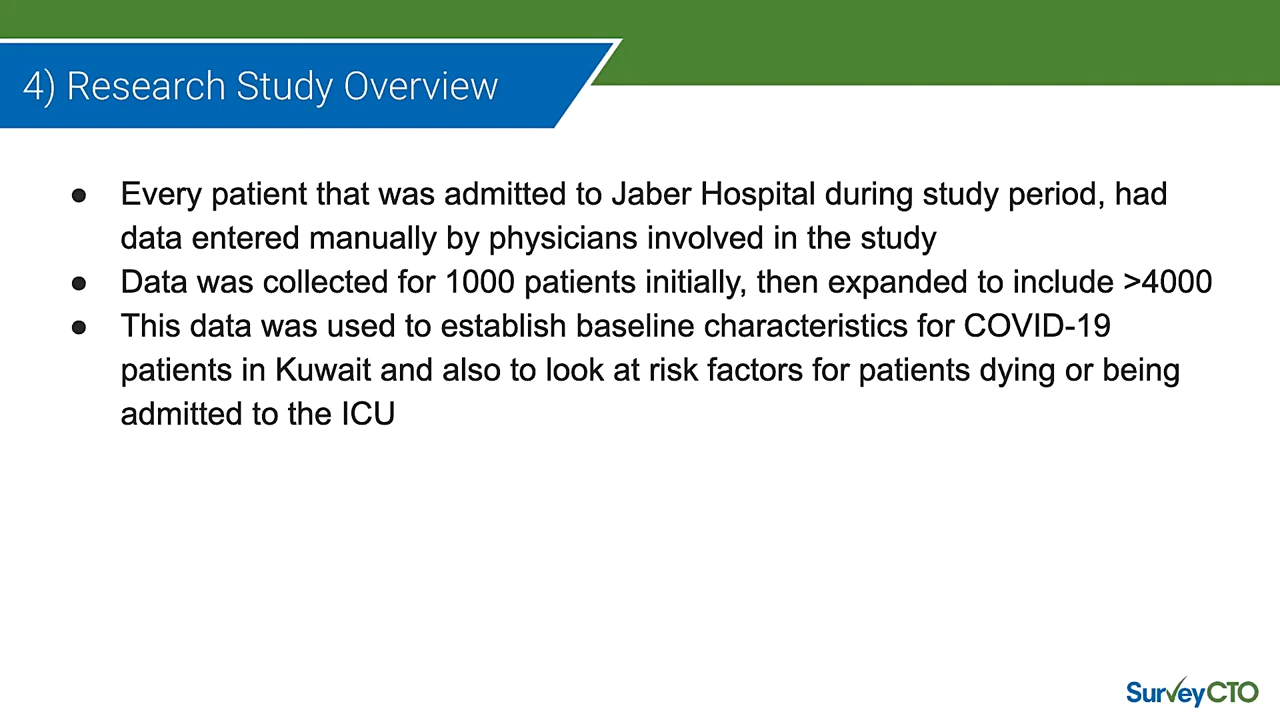 4) Research Study Overview
● Every patient that was admitted to Jaber Hospital during study period, had
data entered manually by physicians involved in the study
● Data was collected for 1000 patients initially, then expanded to include >4000
● This data was used to establish baseline characteristics for COVID-19
patients in Kuwait and also to look at risk factors for patients dying or being
admitted to the ICU
SurveyCTO